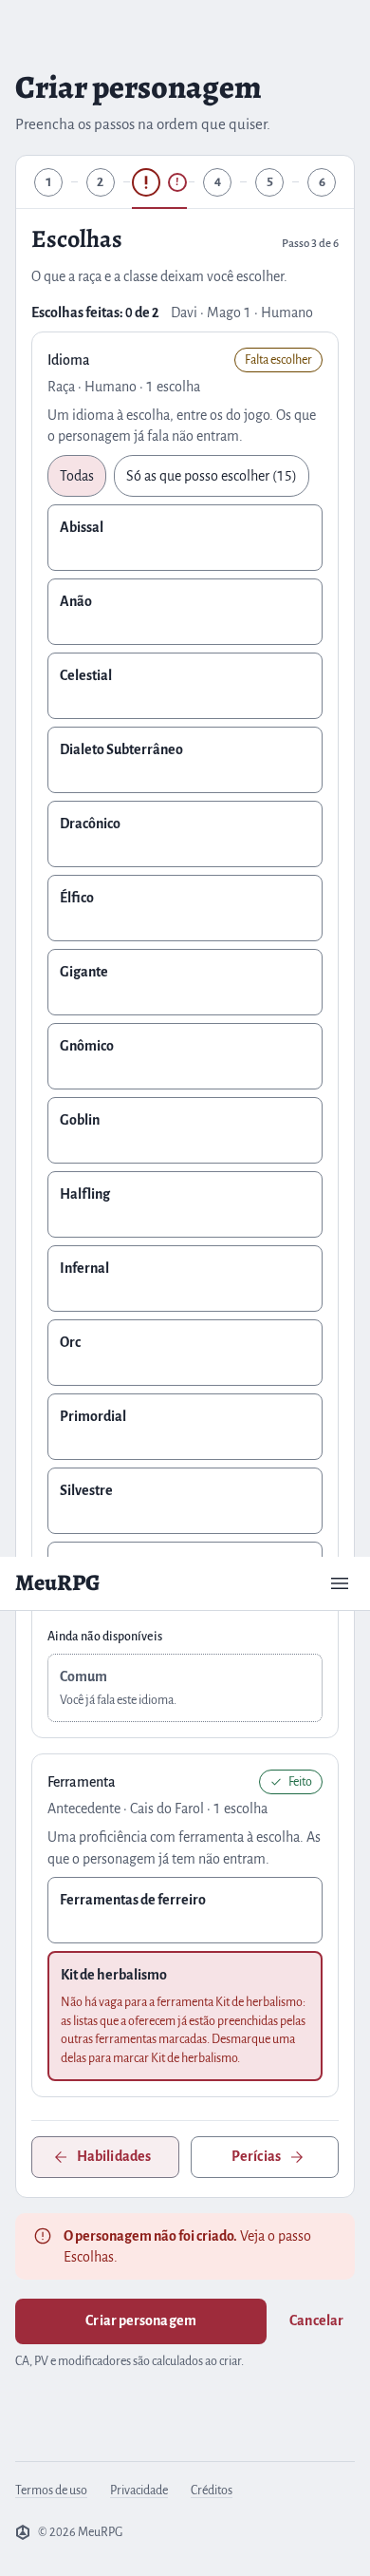 Criar personagem
Preencha os passos na ordem que quiser.
1 2 ! ! 4 5 6
Escolhas
Passo 3 de 6
O que a raça e a classe deixam você escolher.
Escolhas feitas: 0 de 2 Davi · Mago 1 · Humano
Idioma
Falta escolher
Raça · Humano · 1 escolha
Um idioma à escolha, entre os do jogo. Os que
o personagem já fala não entram.
Todas
Só as que posso escolher (15)
Abissal
Anão
Celestial
Dialeto Subterrâneo
Dracônico
Élfico
Gigante
Gnômico
Goblin
Halfling
Infernal
Orc
Primordial
Silvestre
MeuRPG
Ainda não disponíveis
Comum
Você já fala este idioma.
Ferramenta
Feito
Antecedente · Cais do Farol · 1 escolha
Uma proficiência com ferramenta à escolha. As
que o personagem já tem não entram.
Ferramentas de ferreiro
Kit de herbalismo
Não há vaga para a ferramenta Kit de herbalismo:
as listas que a oferecem já estão preenchidas pelas
outras ferramentas marcadas. Desmarque uma
delas para marcar Kit de herbalismo.
Habilidades
Perícias
O personagem não foi criado. Veja o passo
Escolhas.
Criar personagem
Cancelar
CA, PV e modificadores são calculados ao criar.
Termos de uso Privacidade Créditos
© 2026 MeuRPG